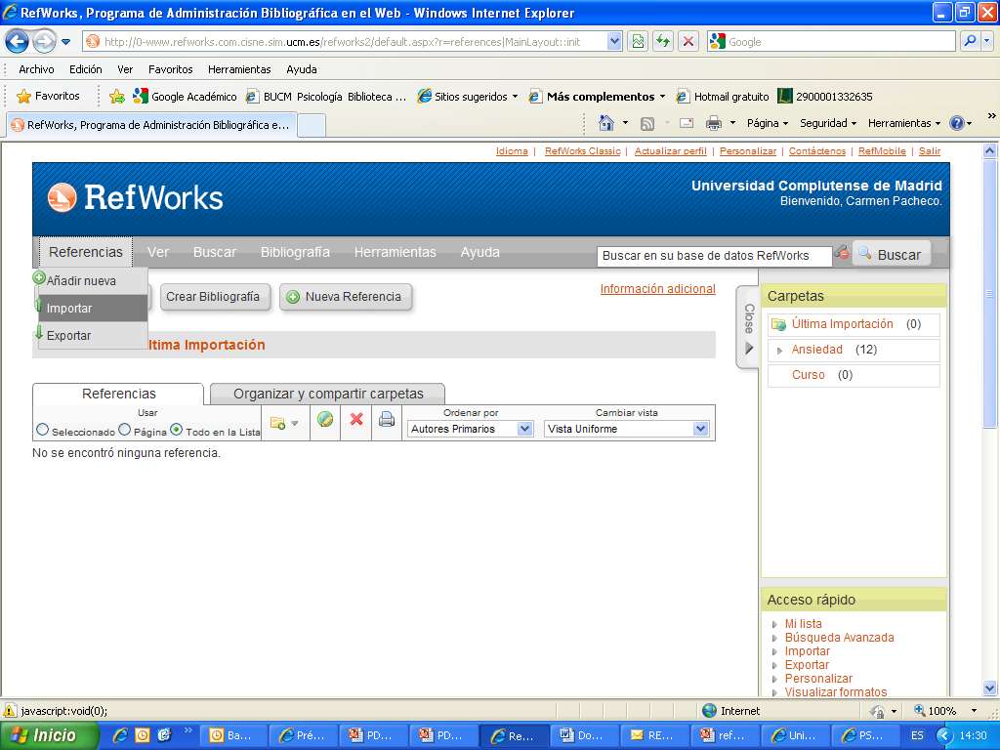 RefWorks, Programa de Administración Bibliográfica en el Web - Windows Internet Explorer
http://0-www.refworks.com.cisne.sim.ucm.es/refworks2/default.aspx?r=references|MainLayout::init
Google
Archivo Edición Ver Favoritos Herramientas Ayuda
Favoritos Google Académico BUCM Psicología Biblioteca ... Sitios sugeridos Más complementos Hotmail gratuito 2900001332635
RefWorks, Programa de Administración Bibliográfica e... Página Seguridad Herramientas »
Idioma | RefWorks Classic | Actualizar perfil | Personalizar | Contáctenos | RefMobile | Salir
RefWorks
Universidad Complutense de Madrid
Bienvenido, Carmen Pacheco.
Referencias Ver Buscar Bibliografía Herramientas Ayuda Buscar en su base de datos RefWorks Buscar
Añadir nueva
Importar
Exportar
Crear Bibliografía Nueva Referencia Información adicional
ltima Importación
Close
Carpetas
Última Importación (0)
Ansiedad (12)
Curso (0)
Referencias Organizar y compartir carpetas
Usar Ordenar por Cambiar vista
Seleccionado Página Todo en la Lista Autores Primarios Vista Uniforme
No se encontró ninguna referencia.
Acceso rápido
Mi lista
Búsqueda Avanzada
Importar
Exportar
Personalizar
Visualizar formatos
javascript:void(0); Internet 100%
Inicio » Ba... Pré... PD... PD... Re... Do... RE... ref... Uni... PS... ES 14:30